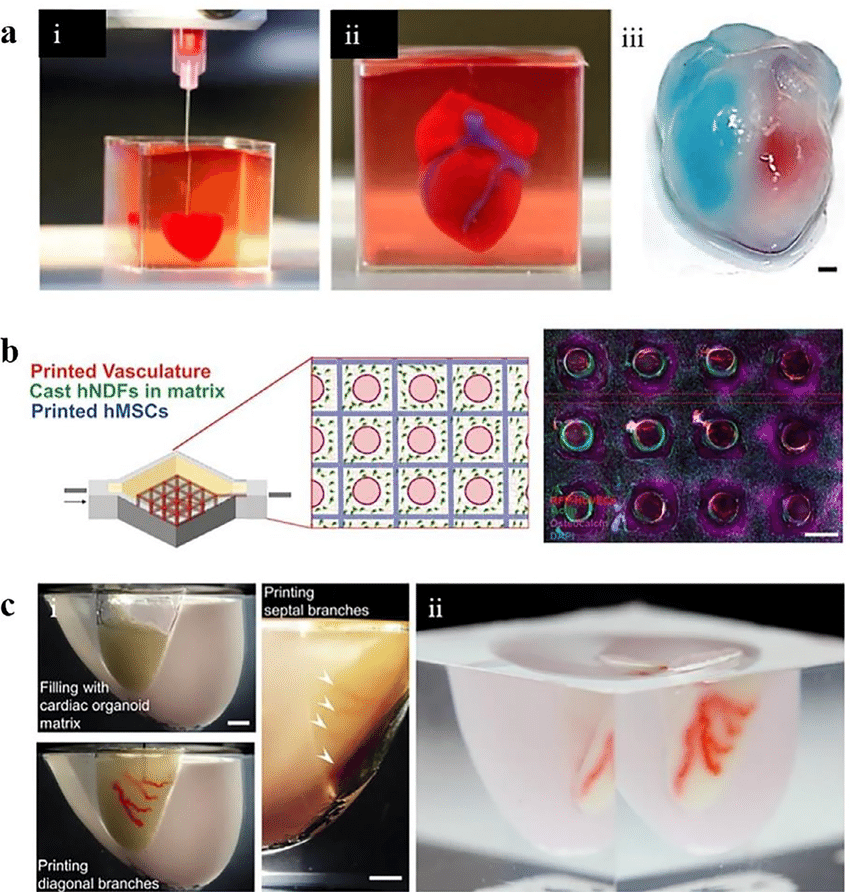 a
i
ii
iii
b
Printed Vasculature
Cast hNDFs in matrix
Printed hMSCs
Osteocalcin
DAPI
c
i
Filling with
cardiac organoid
matrix
Printing
diagonal branches
Printing
septal branches
ii